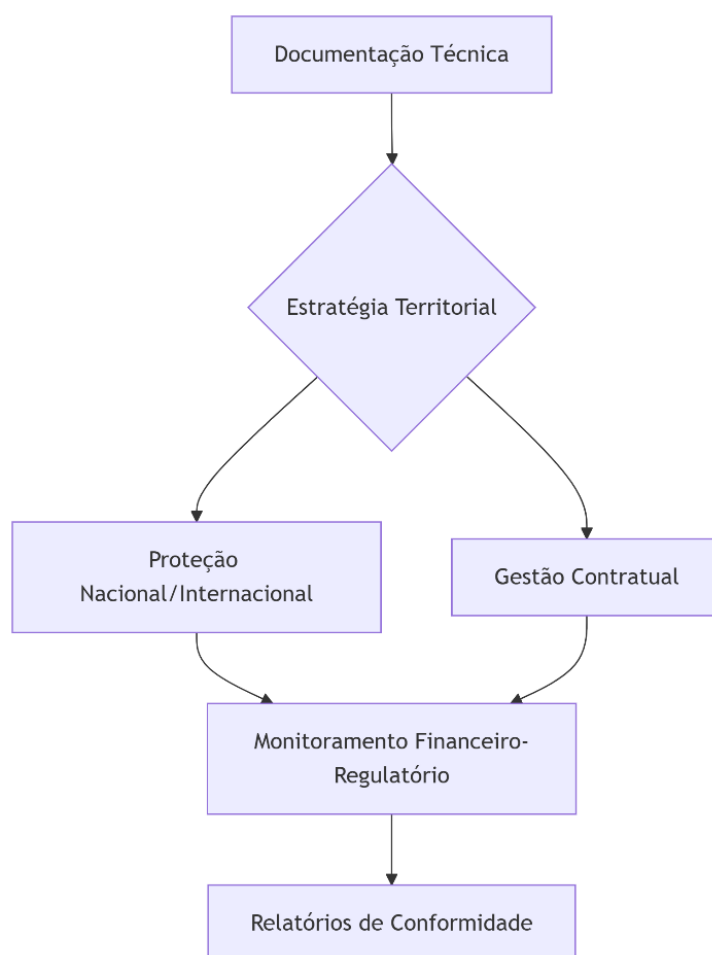 Documentação Técnica
Estratégia Territorial
Proteção
Nacional/Internacional
Gestão Contratual
Monitoramento Financeiro-
Regulatório
Relatórios de Conformidade